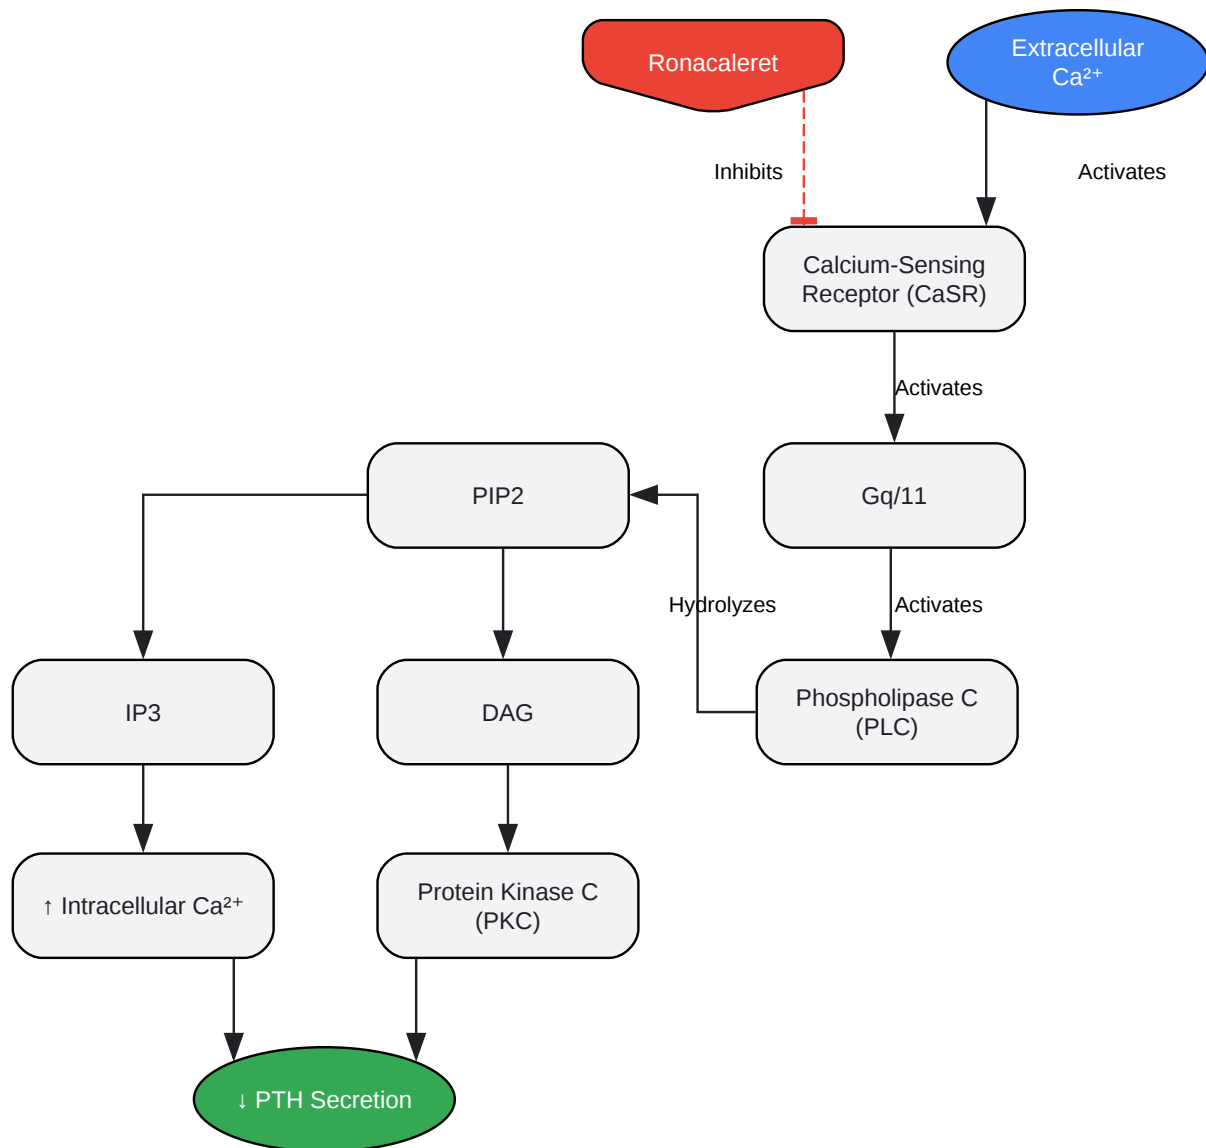 Ronacaleret
Extracellular
Ca²⁺
Inhibits
Activates
Calcium-Sensing
Receptor (CaSR)
Activates
PIP2
Gq/11
Hydrolyzes
Activates
IP3
DAG
Phospholipase C
(PLC)
↑ Intracellular Ca²⁺
Protein Kinase C
(PKC)
↓ PTH Secretion